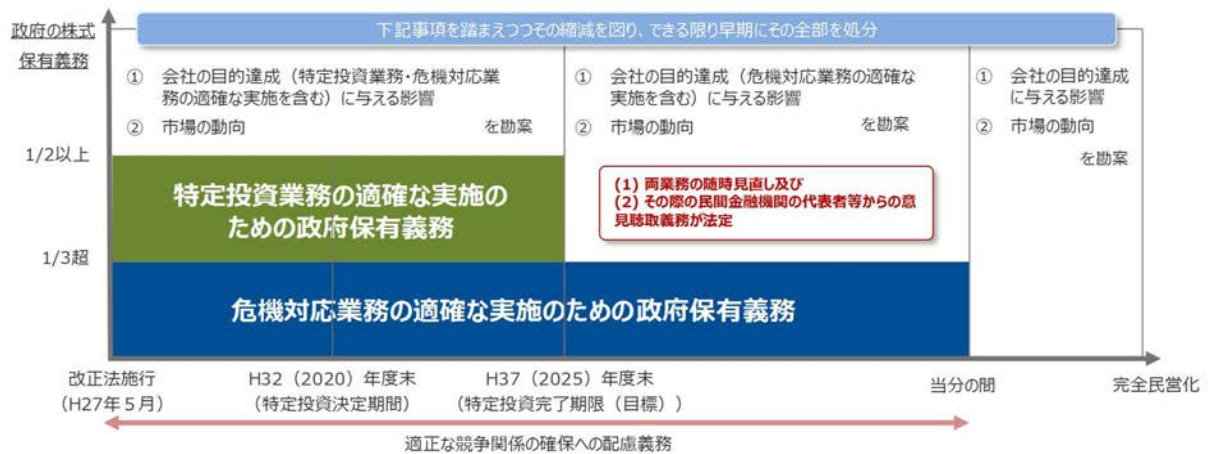 政府の株式
保有義務
下記事項を踏まえつつその縮減を図り、できる限り早期にその全部を処分
① 会社の目的達成（特定投資業務・危機対応業
務の適確な実施を含む）に与える影響
② 市場の動向 を勘案
① 会社の目的達成（危機対応業務の適確な
実施を含む）に与える影響
② 市場の動向 を勘案
① 会社の目的達成
に与える影響
② 市場の動向
を勘案
1/2以上
特定投資業務の適確な実施の
ための政府保有義務
(1) 両業務の随時見直し及び
(2) その際の民間金融機関の代表者等からの意
見聴取義務が法定
1/3超
危機対応業務の適確な実施のための政府保有義務
改正法施行
（H27年５月）
H32（2020）年度末
（特定投資決定期間）
H37（2025）年度末
（特定投資完了期限（目標））
当分の間
完全民営化
適正な競争関係の確保への配慮義務